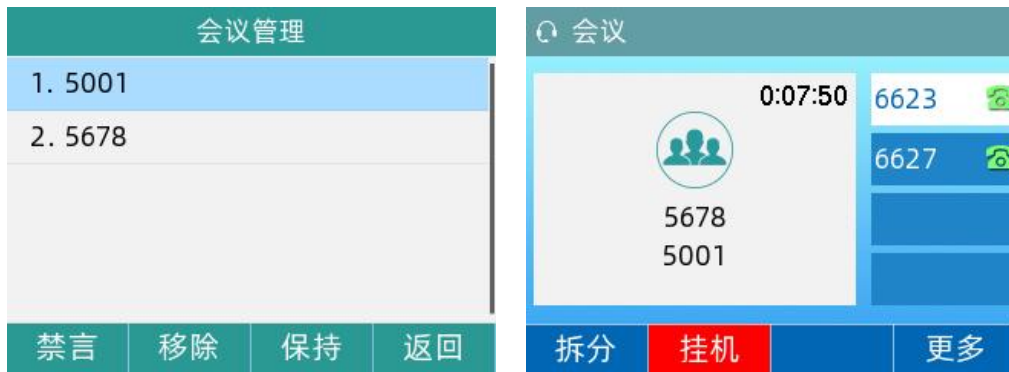 会议管理
1. 5001
2. 5678
禁言 移除 保持 返回
会议
0:07:50
5678
5001
6623
6627
拆分 挂机 更多